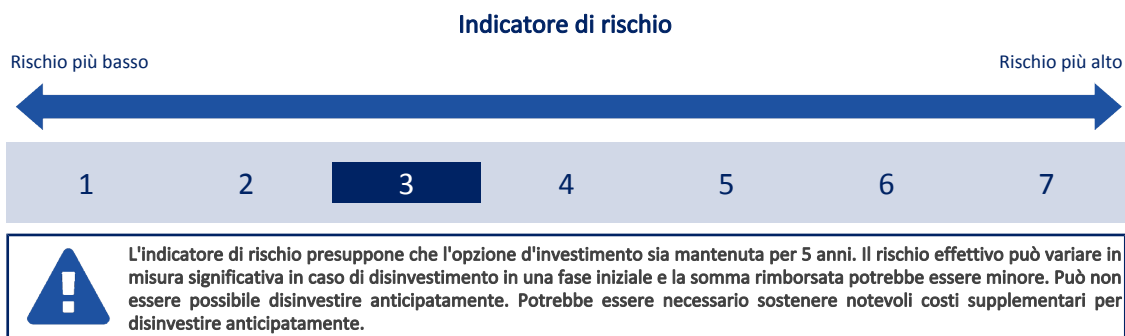 Indicatore di rischio
Rischio più basso Rischio più alto
1 2 3 4 5 6 7
L'indicatore di rischio presuppone che l'opzione d'investimento sia mantenuta per 5 anni. Il rischio effettivo può variare in
misura significativa in caso di disinvestimento in una fase iniziale e la somma rimborsata potrebbe essere minore. Può non
essere possibile disinvestire anticipatamente. Potrebbe essere necessario sostenere notevoli costi supplementari per
disinvestire anticipatamente.